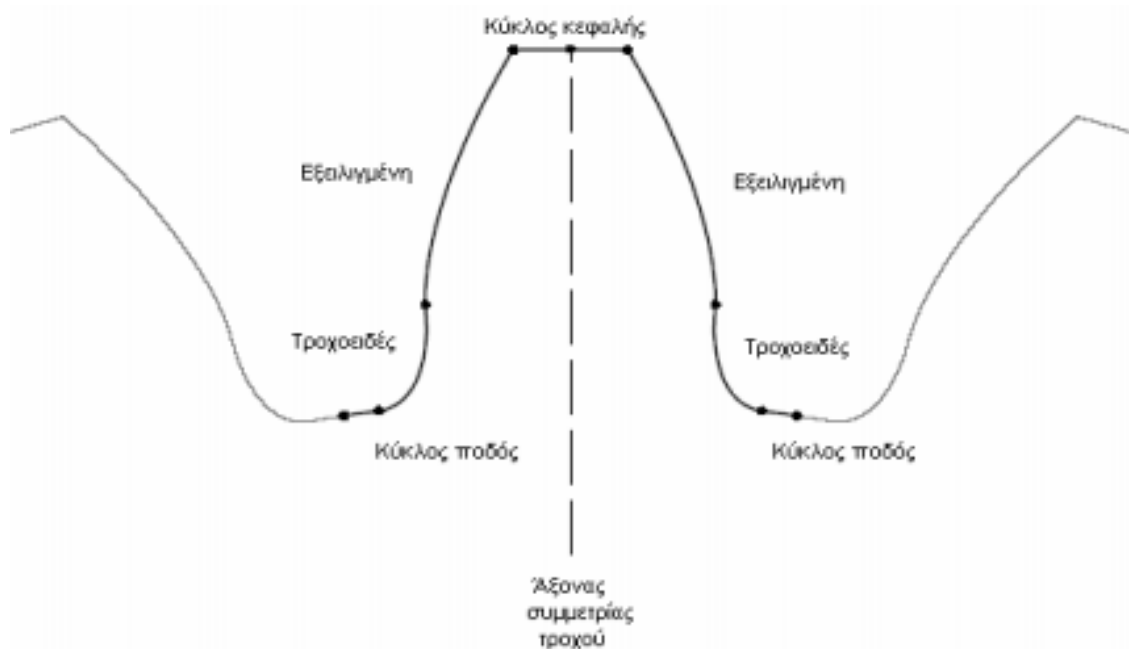 Κύκλος κεφαλής
Εξειλιγμένη
Εξειλιγμένη
Τροχοειδές
Τροχοειδές
Κύκλος ποδός
Κύκλος ποδός
Άξονας
συμμετρίας
τροχού